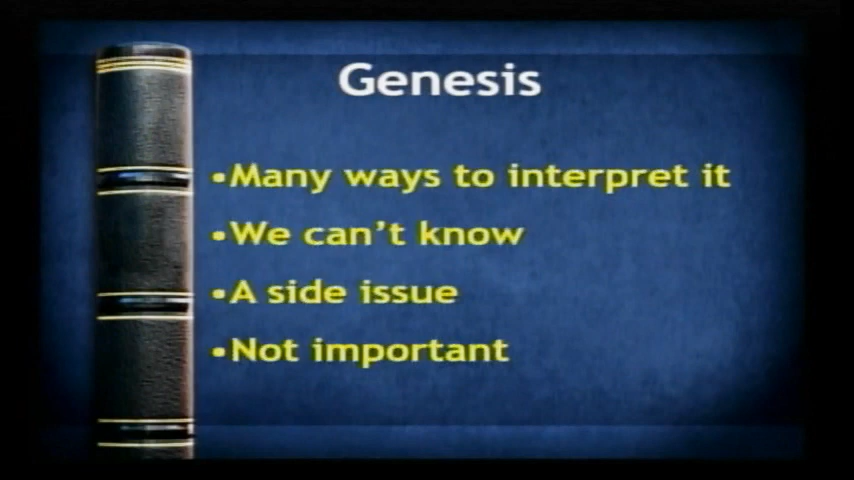 Genesis
•Many ways to interpret it
•We can't know
•A side issue
•Not important